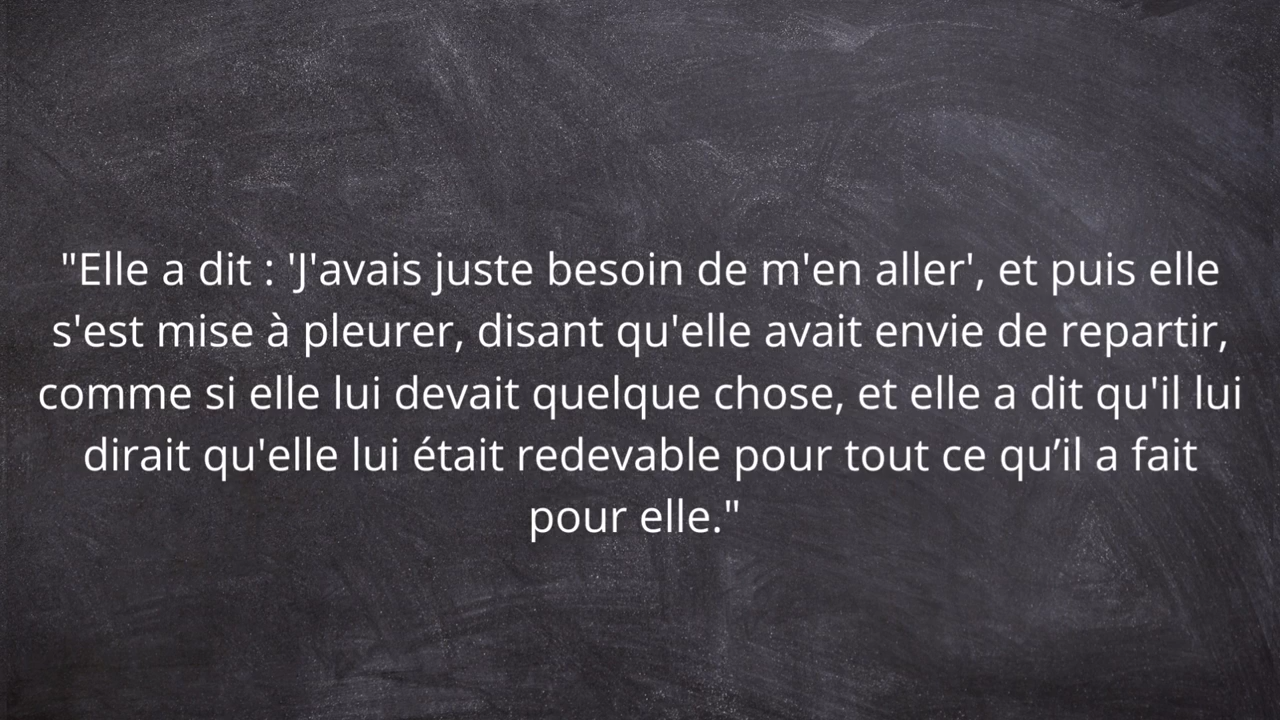 "Elle a dit : 'J'avais juste besoin de m'en aller', et puis elle
s'est mise à pleurer, disant qu'elle avait envie de repartir,
comme si elle lui devait quelque chose, et elle a dit qu'il lui
dirait qu'elle lui était redevable pour tout ce qu’il a fait
pour elle."